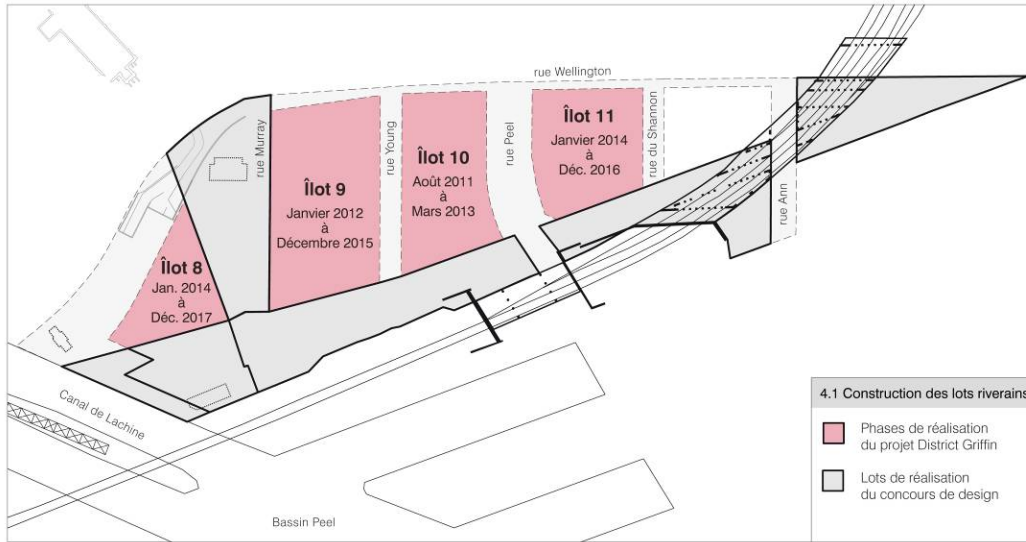 rue Wellington
rue Murray
rue Young
rue Peel
rue du Shannon
rue Ann
Îlot 11
Janvier 2014
à
Déc. 2016
Îlot 10
Août 2011
à
Mars 2013
Îlot 9
Janvier 2012
à
Décembre 2015
Îlot 8
Jan. 2014
à
Déc. 2017
Canal de Lachine
Bassin Peel
4.1 Construction des lots riverains
Phases de réalisation
du projet District Griffin
Lots de réalisation
du concours de design